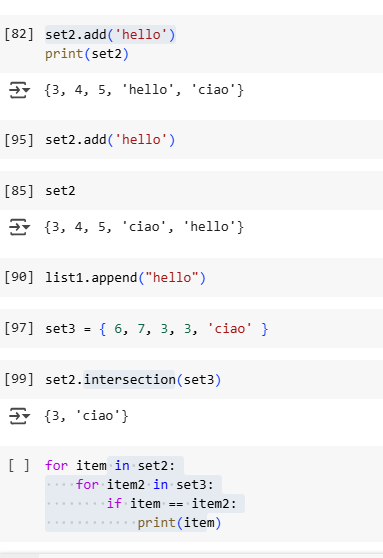 [82] set2.add('hello')
print(set2)
{3, 4, 5, 'hello', 'ciao'}
[95] set2.add('hello')
[85] set2
{3, 4, 5, 'ciao', 'hello'}
[90] list1.append("hello")
[97] set3 = { 6, 7, 3, 3, 'ciao' }
[99] set2.intersection(set3)
{3, 'ciao'}
[ ] for item in set2:
    for item2 in set3:
        if item == item2:
            print(item)